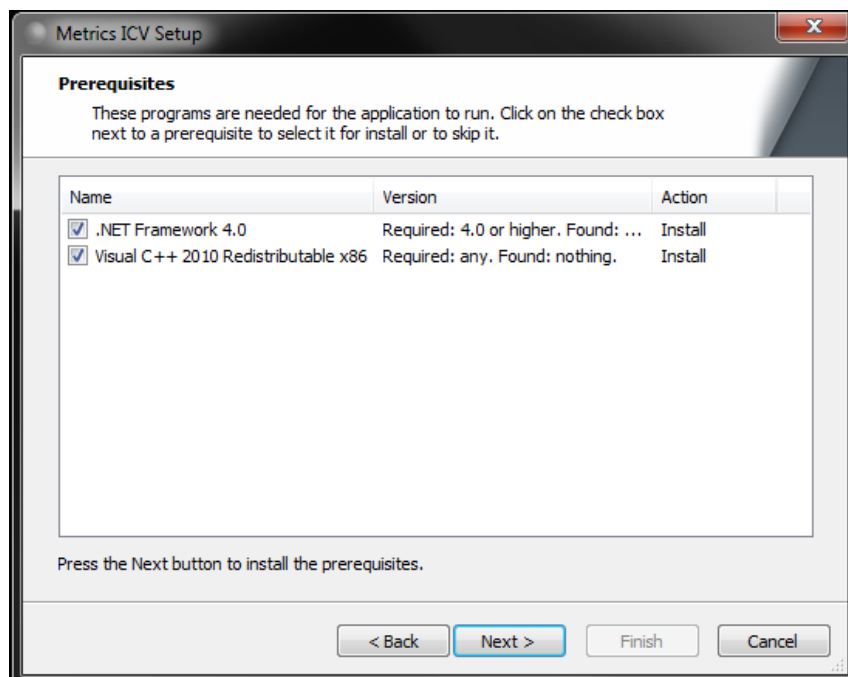 Metrics ICV Setup
Prerequisites
These programs are needed for the application to run. Click on the check box
next to a prerequisite to select it for install or to skip it.
Name Version Action
.NET Framework 4.0 Required: 4.0 or higher. Found: ... Install
Visual C++ 2010 Redistributable x86 Required: any. Found: nothing. Install
Press the Next button to install the prerequisites.
< Back Next > Finish Cancel